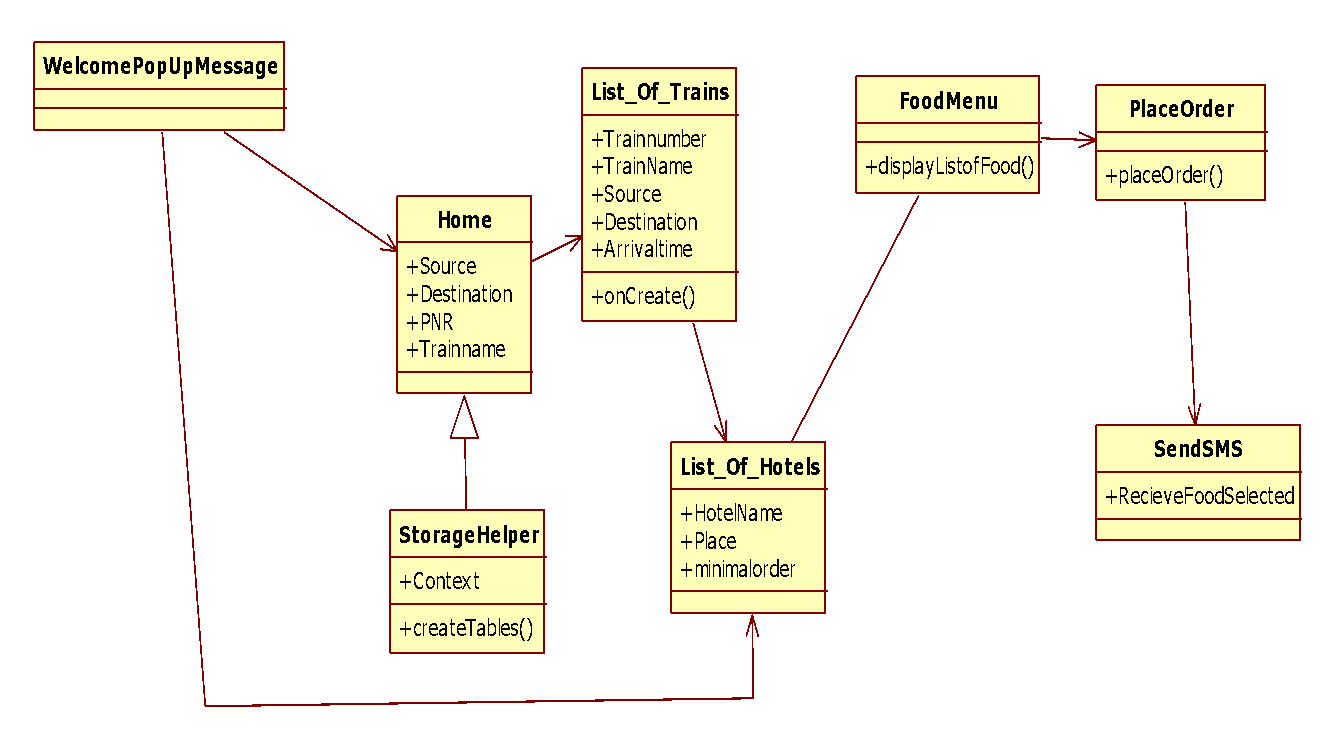 WelcomePopUpMessage
Home
+Source
+Destination
+PNR
+Trainname
StorageHelper
+Context
+createTables()
List_Of_Trains
+Trainnumber
+TrainName
+Source
+Destination
+Arrivaltime
+onCreate()
List_Of_Hotels
+HotelName
+Place
+minimalorder
FoodMenu
+displayListofFood()
PlaceOrder
+placeOrder()
SendSMS
+RecieveFoodSelected